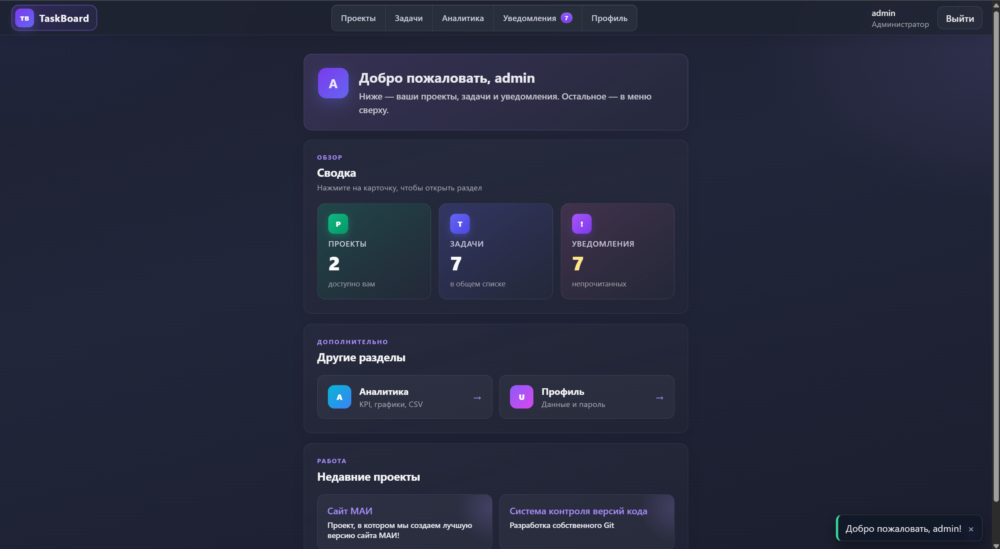 TB TaskBoard
Проекты
Задачи
Аналитика
Уведомления 7
Профиль
admin
Администратор
Выйти
A
Добро пожаловать, admin
Ниже — ваши проекты, задачи и уведомления. Остальное — в меню
сверху.
ОБЗОР
Сводка
Нажмите на карточку, чтобы открыть раздел
P
ПРОЕКТЫ
2
доступно вам
T
ЗАДАЧИ
7
в общем списке
!
УВЕДОМЛЕНИЯ
7
непрочитанных
ДОПОЛНИТЕЛЬНО
Другие разделы
A
Аналитика
KPI, графики, CSV
→
U
Профиль
Данные и пароль
→
РАБОТА
Недавние проекты
Сайт МАИ
Проект, в котором мы создаем лучшую
версию сайта МАИ!
Система контроля версий кода
Разработка собственного Git
Добро пожаловать, admin! ×